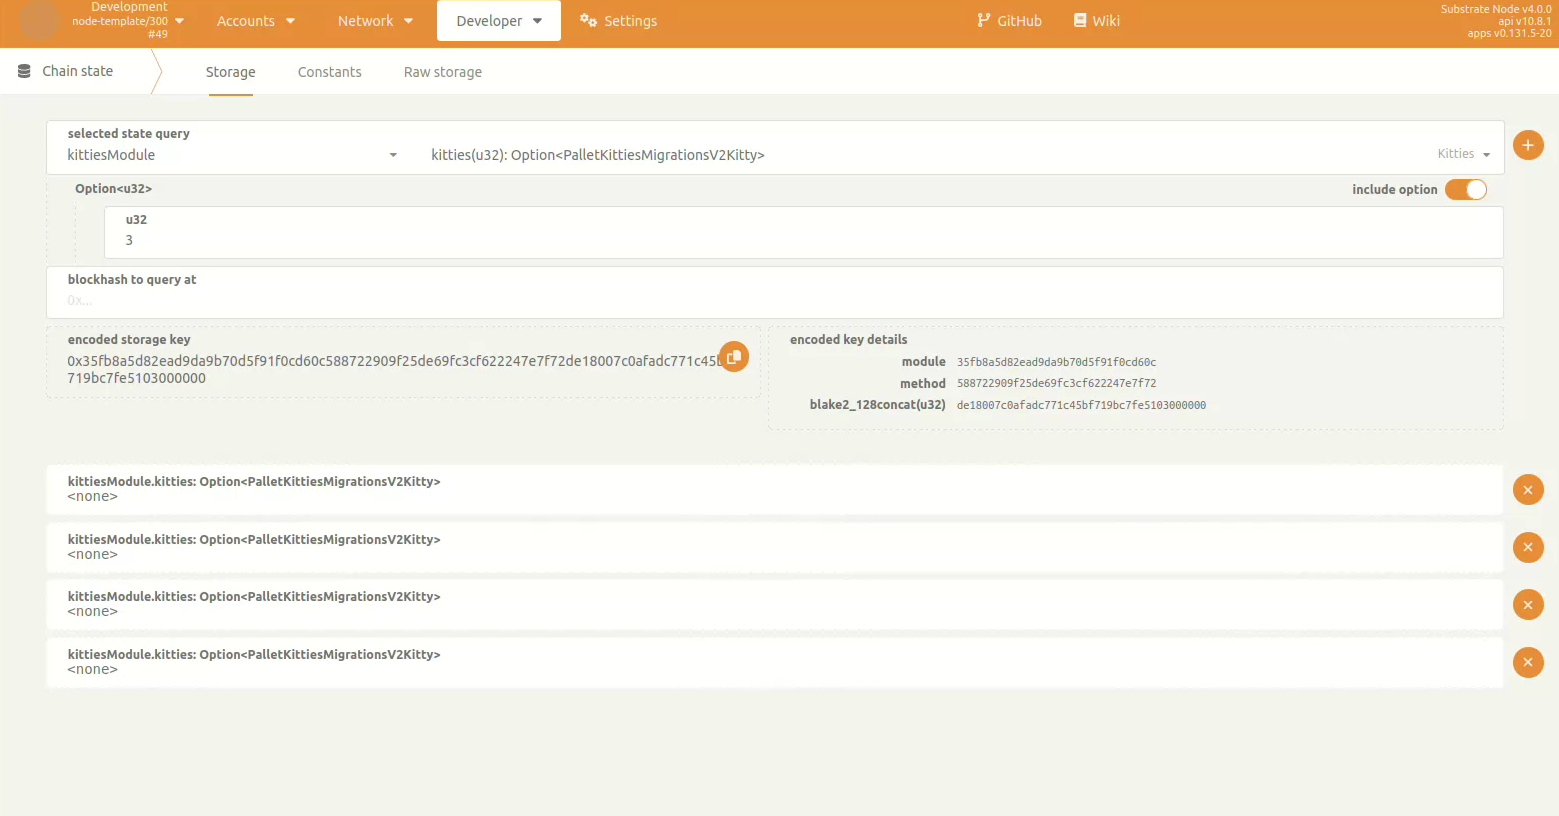 Development
node-template/300
#49
Accounts
Network
Developer
Settings
GitHub
Wiki
Substrate Node v4.0.0
api v10.8.1
apps v0.131.5-20
Chain state
Storage
Constants
Raw storage
selected state query
kittiesModule
kitties(u32): Option<PalletKittiesMigrationsV2Kitty>
Kitties
Option<u32>
include option
u32
3
blockhash to query at
0x...
encoded storage key
0x35fb8a5d82ead9da9b70d5f91f0cd60c588722909f25de69fc3cf622247e7f72de18007c0afadc771c45
719bc7fe5103000000
encoded key details
module 35fb8a5d82ead9da9b70d5f91f0cd60c
method 588722909f25de69fc3cf622247e7f72
blake2_128concat(u32) de18007c0afadc771c45bf719bc7fe5103000000
kittiesModule.kitties: Option<PalletKittiesMigrationsV2Kitty>
<none>
kittiesModule.kitties: Option<PalletKittiesMigrationsV2Kitty>
<none>
kittiesModule.kitties: Option<PalletKittiesMigrationsV2Kitty>
<none>
kittiesModule.kitties: Option<PalletKittiesMigrationsV2Kitty>
<none>